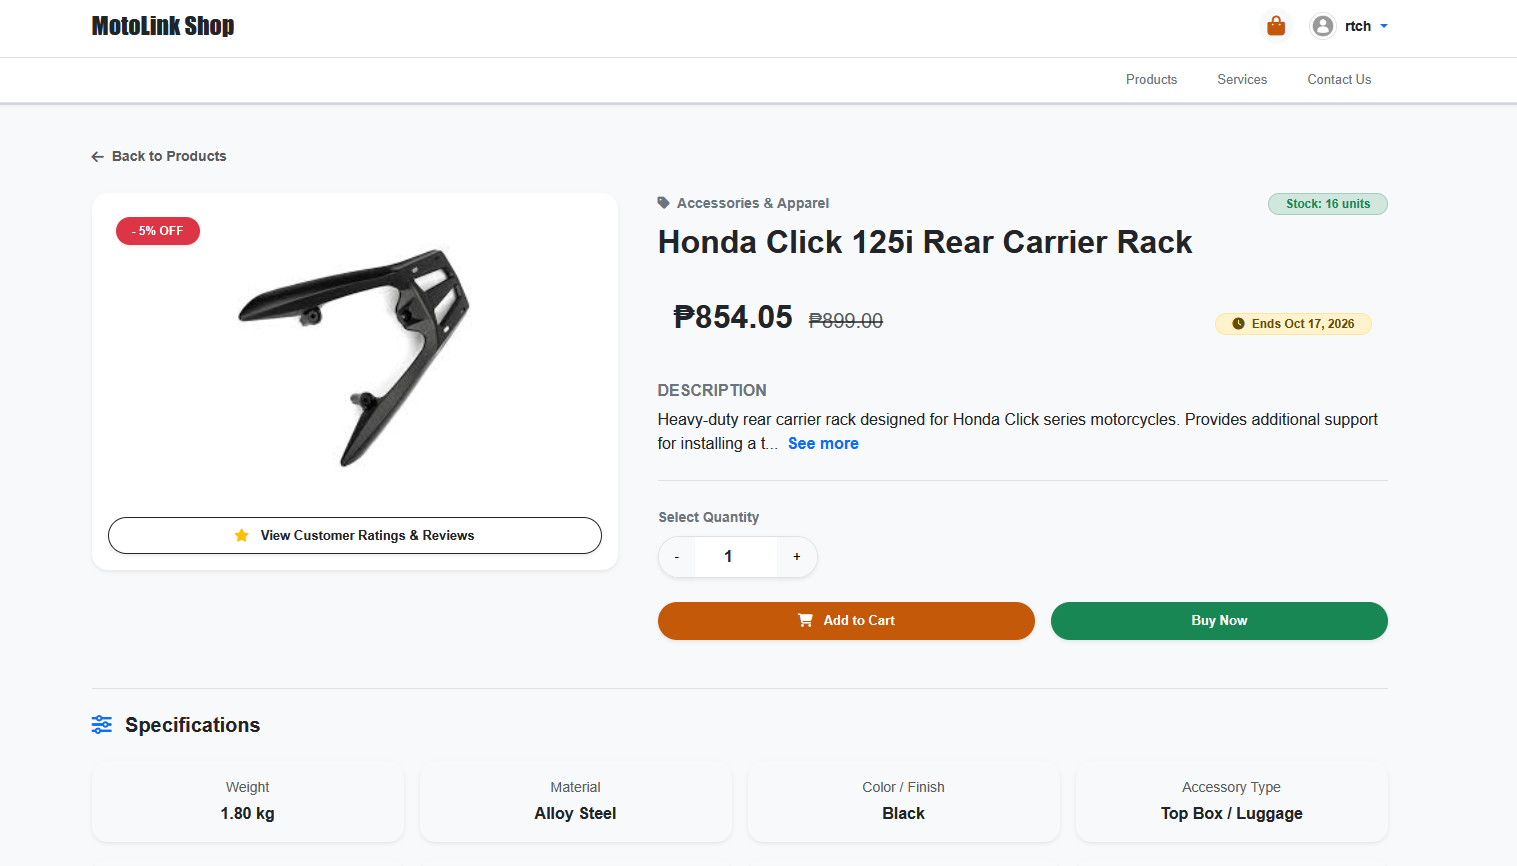 MotoLink Shop
rtch
Products
Services
Contact Us
Back to Products
- 5% OFF
View Customer Ratings & Reviews
Accessories & Apparel
Stock: 16 units
Honda Click 125i Rear Carrier Rack
₱854.05 ₱899.00
Ends Oct 17, 2026
DESCRIPTION
Heavy-duty rear carrier rack designed for Honda Click series motorcycles. Provides additional support
for installing a t... See more
Select Quantity
- 1 +
Add to Cart
Buy Now
Specifications
Weight
1.80 kg
Material
Alloy Steel
Color / Finish
Black
Accessory Type
Top Box / Luggage